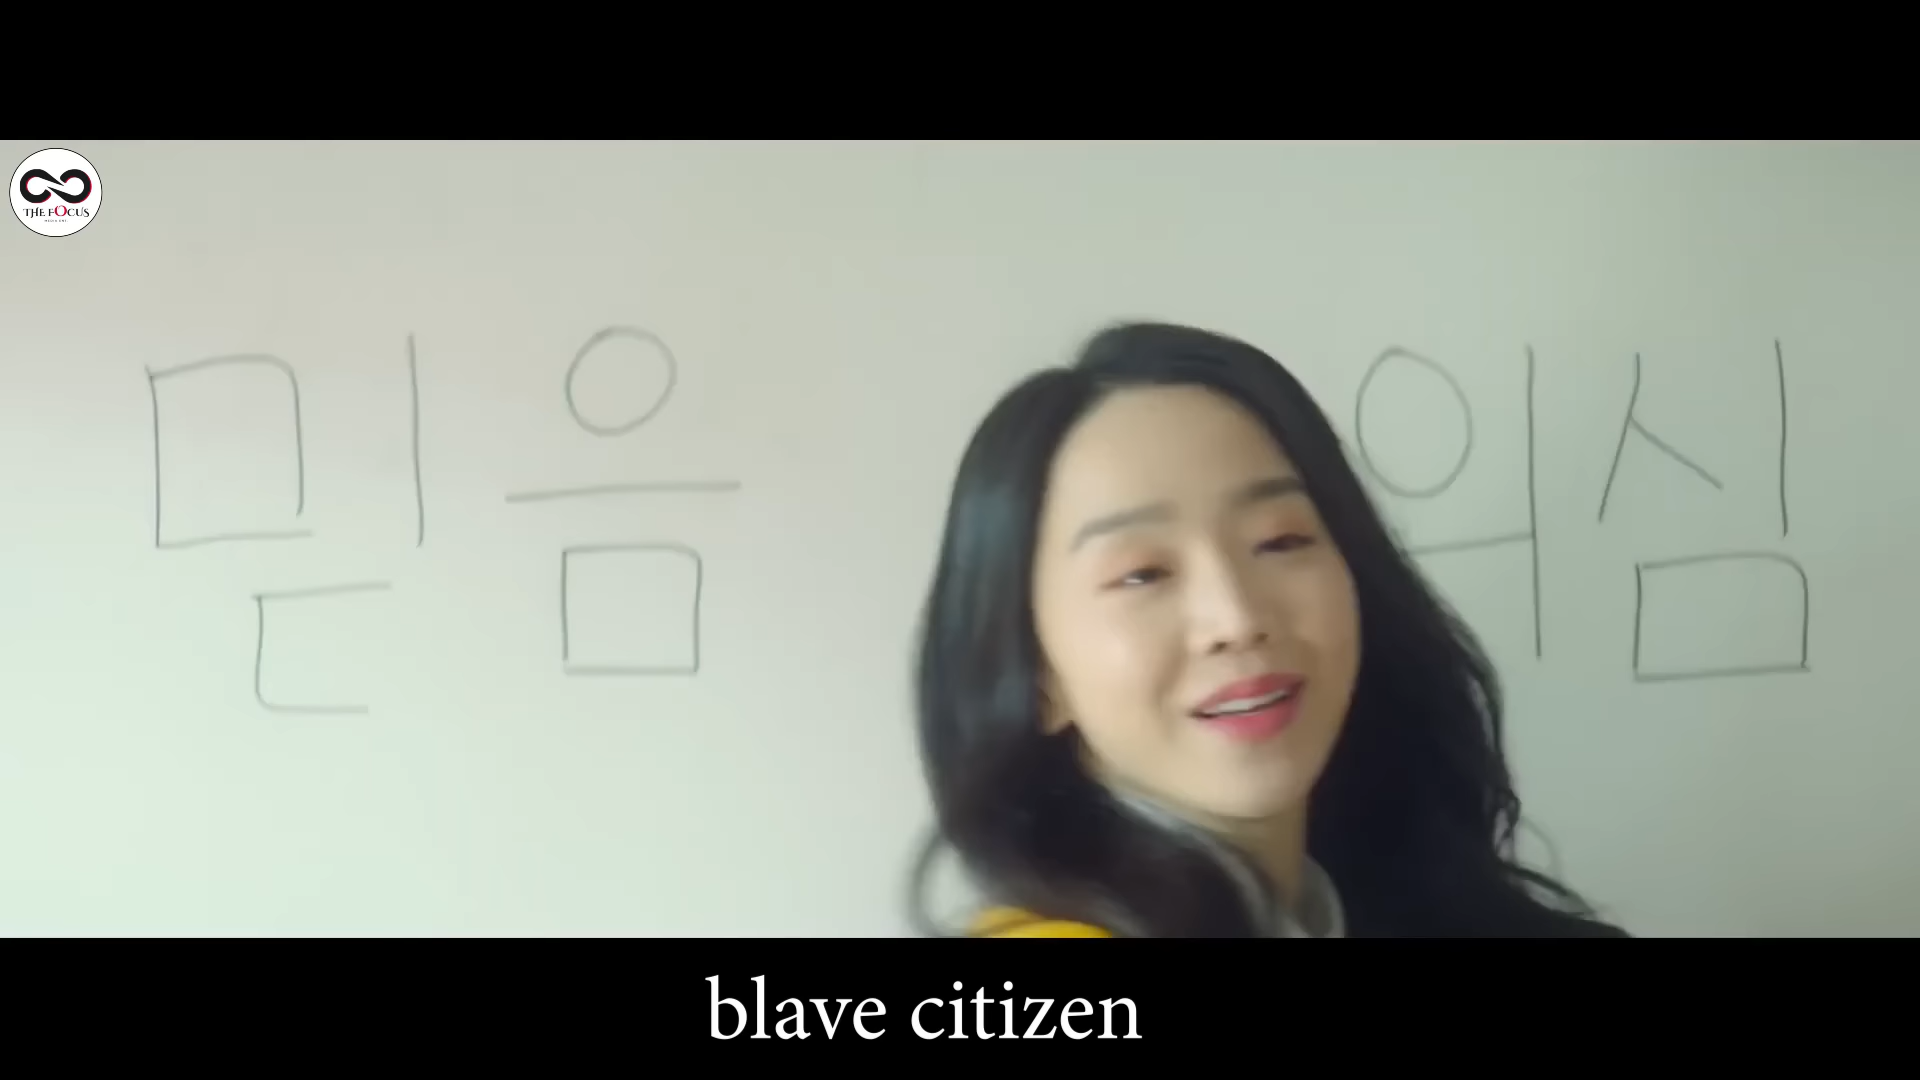 THE FOCUS
믿음 의심
blave citizen